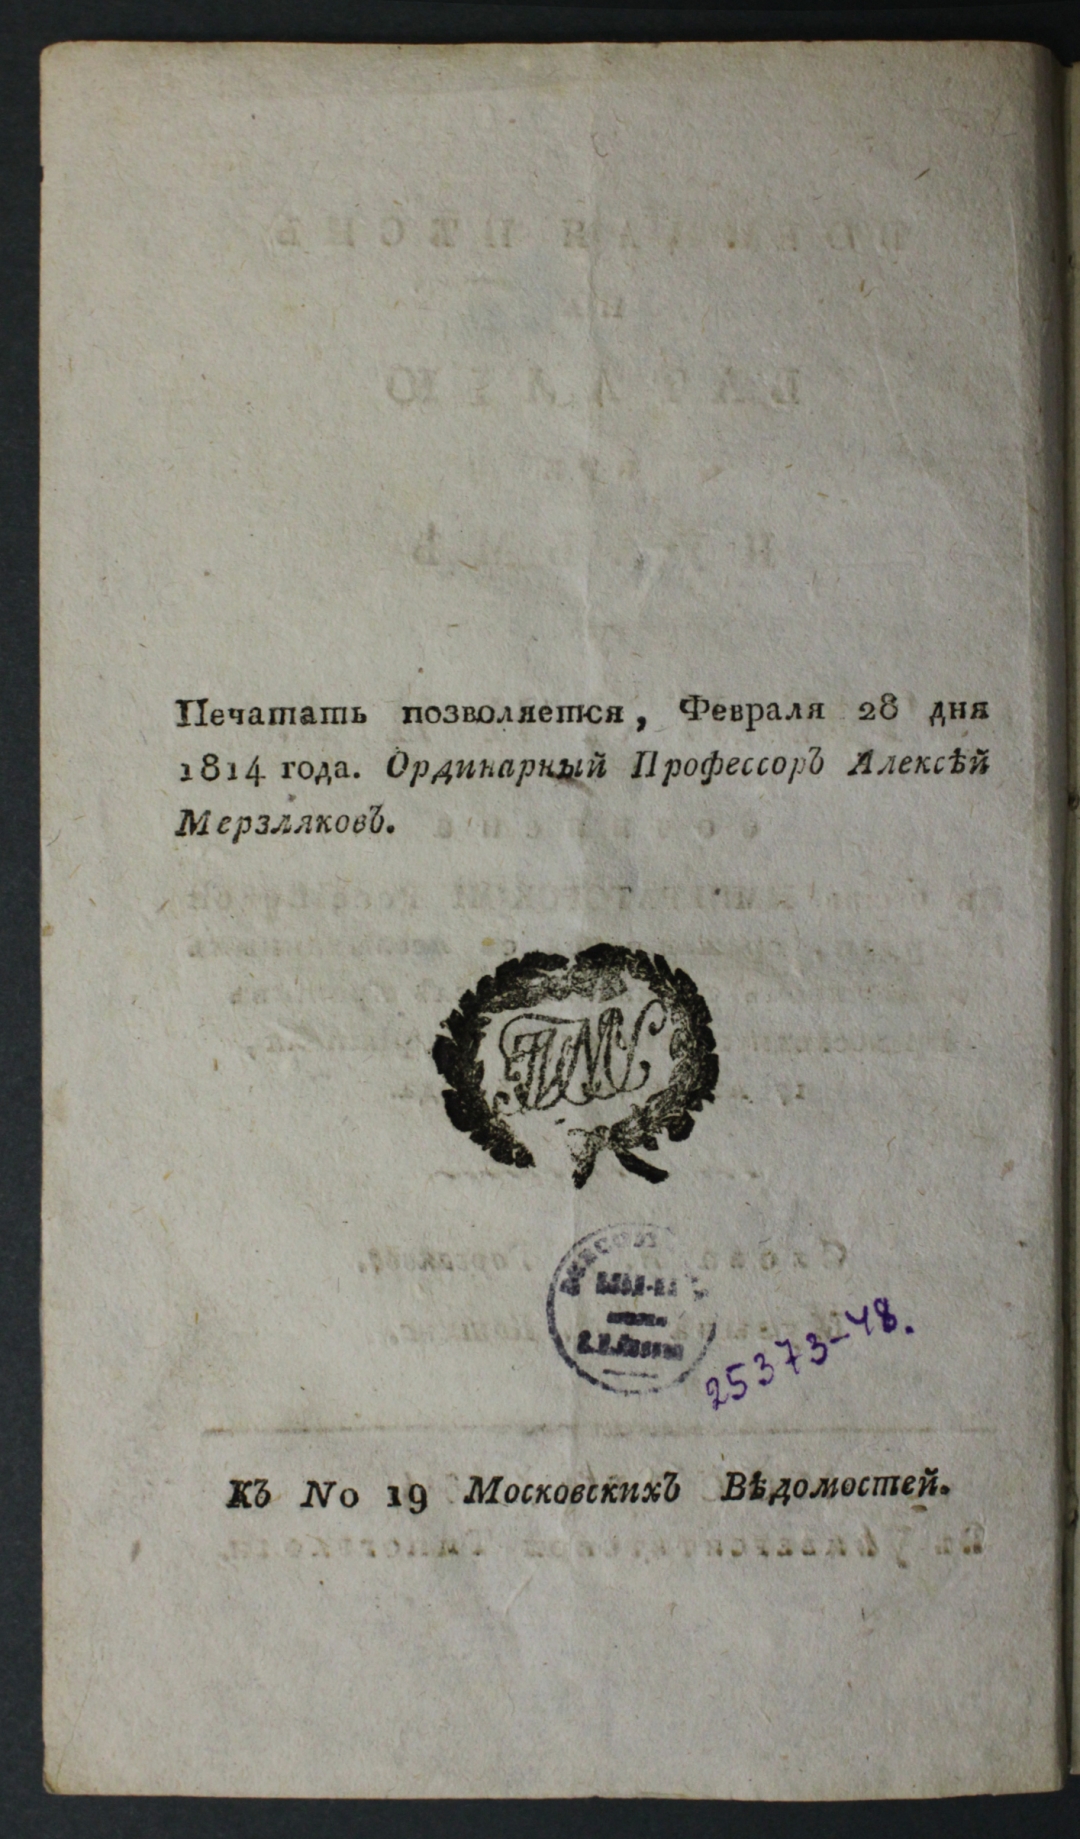 Печатать позволяется, Февраля 28 дня
1814 года. Ординарный Профессоръ Алексѣй
Мерзляковъ.
25373-48.
Къ No 19 Московскихъ Вѣдомостей.